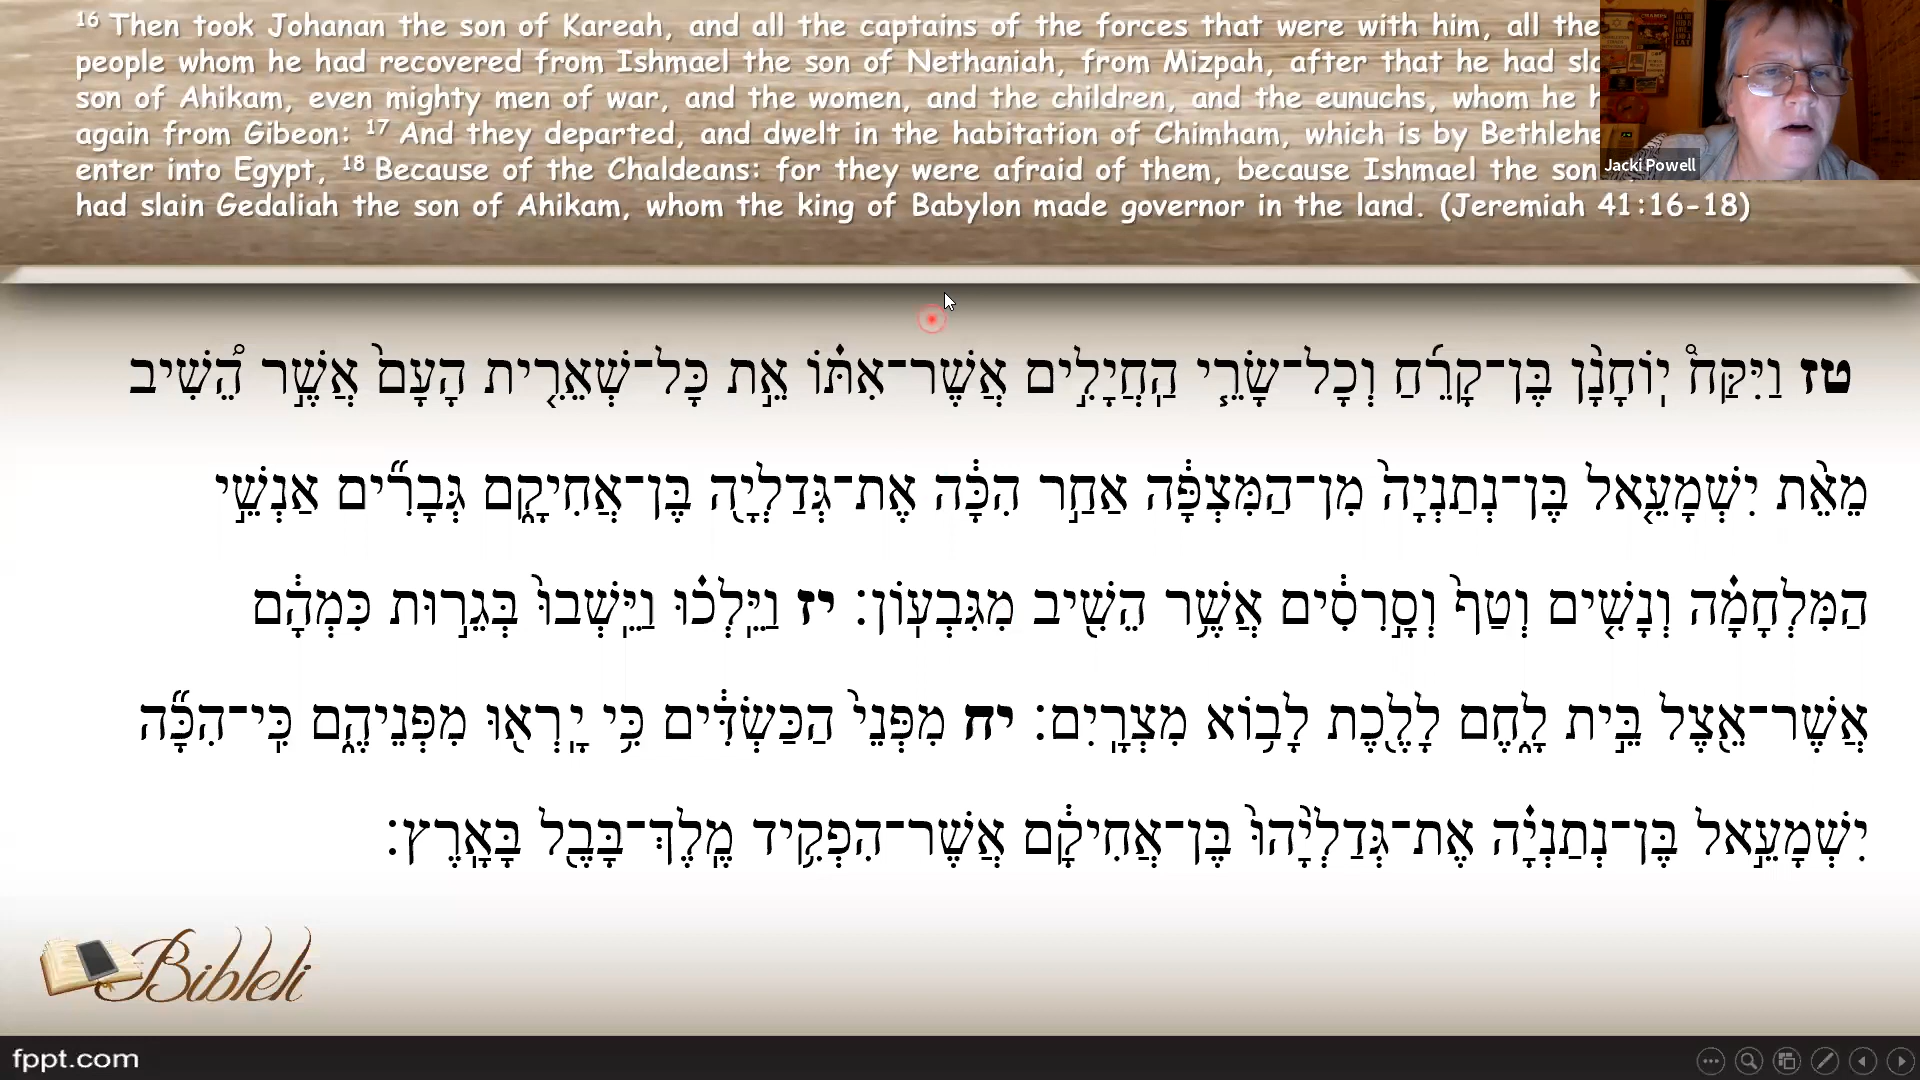 16 Then took Johanan the son of Kareah, and all the captains of the forces that were with him, all the
people whom he had recovered from Ishmael the son of Nethaniah, from Mizpah, after that he had
son of Ahikam, even mighty men of war, and the women, and the children, and the eunuchs, whom he
again from Gibeon: 17 And they departed, and dwelt in the habitation of Chimham, which is by
enter into Egypt, 18 Because of the Chaldeans: for they were afraid of them, because Ishmael the son
had slain Gedaliah the son of Ahikam, whom the king of Babylon made governor in the land. (Jeremiah 41:16-18)
Jacki Powell
טז וַיִּקַּח֩ יֽוֹחָנָ֨ן בֶּן־קָרֵ֜חַ וְכָל־שָׂרֵ֧י הַֽחֲיָלִ֣ים אֲשֶׁר־אִתּ֗וֹ אֵ֣ת כָּל־שְׁאֵרִ֤ית הָעָם֙ אֲשֶׁ֣ר הֵ֠שִׁיב
מֵאֵ֨ת יִשְׁמָעֵ֤אל בֶּן־נְתַנְיָה֙ מִן־הַמִּצְפָּ֔ה אַחַ֣ר הִכָּ֔ה אֶת־גְּדַלְיָ֖ה בֶּן־אֲחִיקָ֑ם גְּבָרִ֞ים אַנְשֵׁ֣י
הַמִּלְחָמָ֗ה וְנָשִׁ֤ים וְטַף֙ וְסָ֣רִסִ֔ים אֲשֶׁ֥ר הֵשִׁ֖יב מִגִּבְעֽוֹן׃ יז וַיֵּֽלְכ֗וּ וַיֵּֽשְׁבוּ֙ בְּגֵר֣וּת כִּמְהָ֔ם
אֲשֶׁר־אֵ֖צֶל בֵּ֣ית לָ֑חֶם לָלֶ֖כֶת לָב֥וֹא מִצְרָֽיִם׃ יח מִפְּנֵי֙ הַכַּשְׂדִּ֔ים כִּ֥י יָֽרְא֖וּ מִפְּנֵיהֶ֑ם כִּֽי־הִכָּ֞ה
יִשְׁמָעֵ֣אל בֶּן־נְתַנְיָ֗ה אֶת־גְּדַלְיָ֙הוּ֙ בֶּן־אֲחִיקָ֔ם אֲשֶׁר־הִפְקִ֥יד מֶֽלֶךְ־בָּבֶ֖ל בָּאָֽרֶץ׃
Bibleli
fppt.com